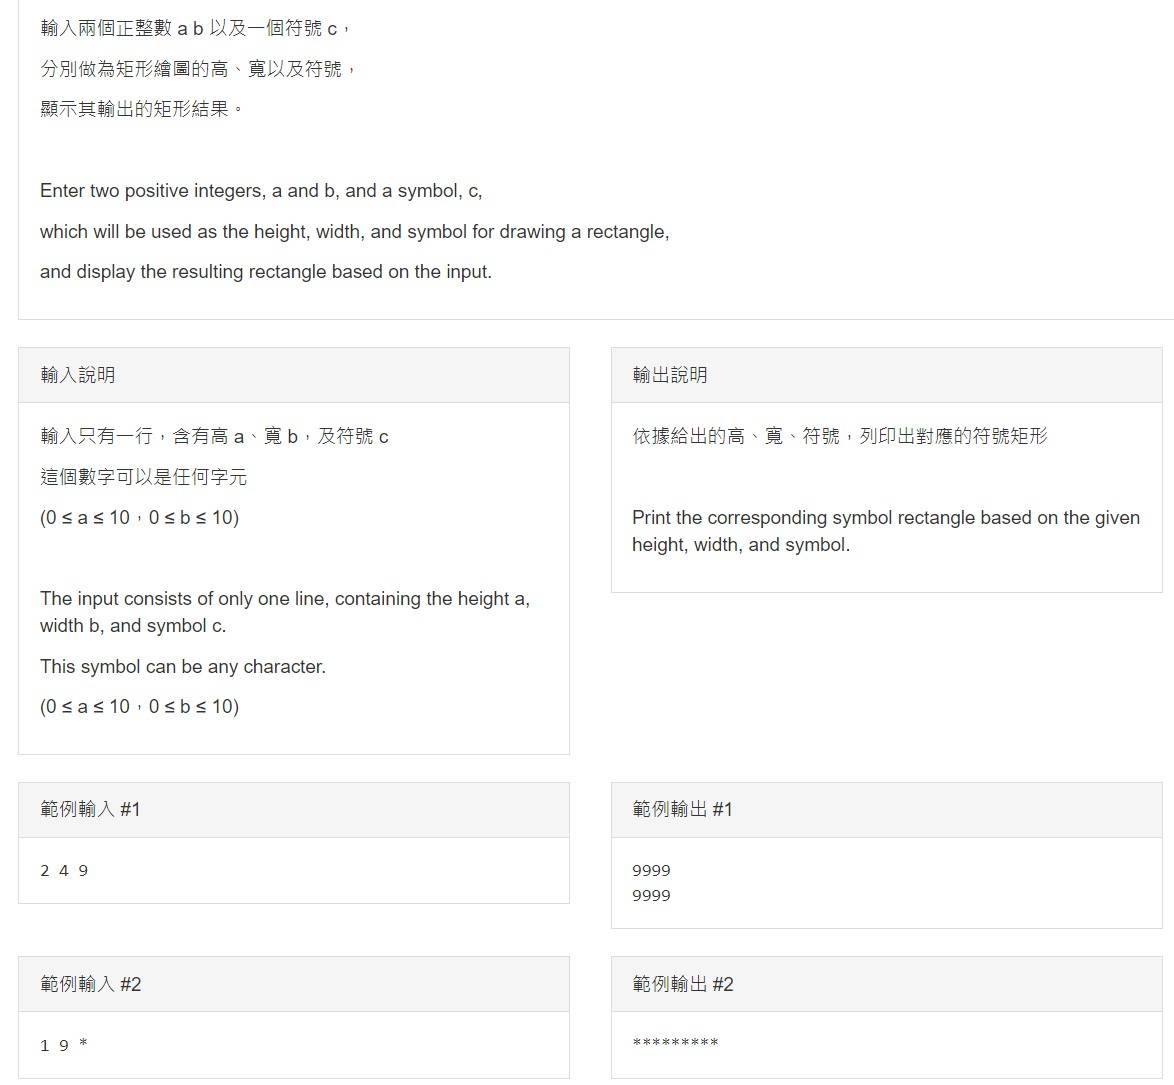 輸入兩個正整數 a b 以及一個符號 c，
分別做為矩形繪圖的高、寬以及符號，
顯示其輸出的矩形結果。
Enter two positive integers, a and b, and a symbol, c,
which will be used as the height, width, and symbol for drawing a rectangle,
and display the resulting rectangle based on the input.
輸入說明
輸入只有一行，含有高 a、寬 b，及符號 c
這個數字可以是任何字元
(0 ≤ a ≤ 10，0 ≤ b ≤ 10)
The input consists of only one line, containing the height a,
width b, and symbol c.
This symbol can be any character.
(0 ≤ a ≤ 10，0 ≤ b ≤ 10)
輸出說明
依據給出的高、寬、符號，列印出對應的符號矩形
Print the corresponding symbol rectangle based on the given
height, width, and symbol.
範例輸入 #1
2 4 9
範例輸出 #1
9999
9999
範例輸入 #2
1 9 *
範例輸出 #2
*********